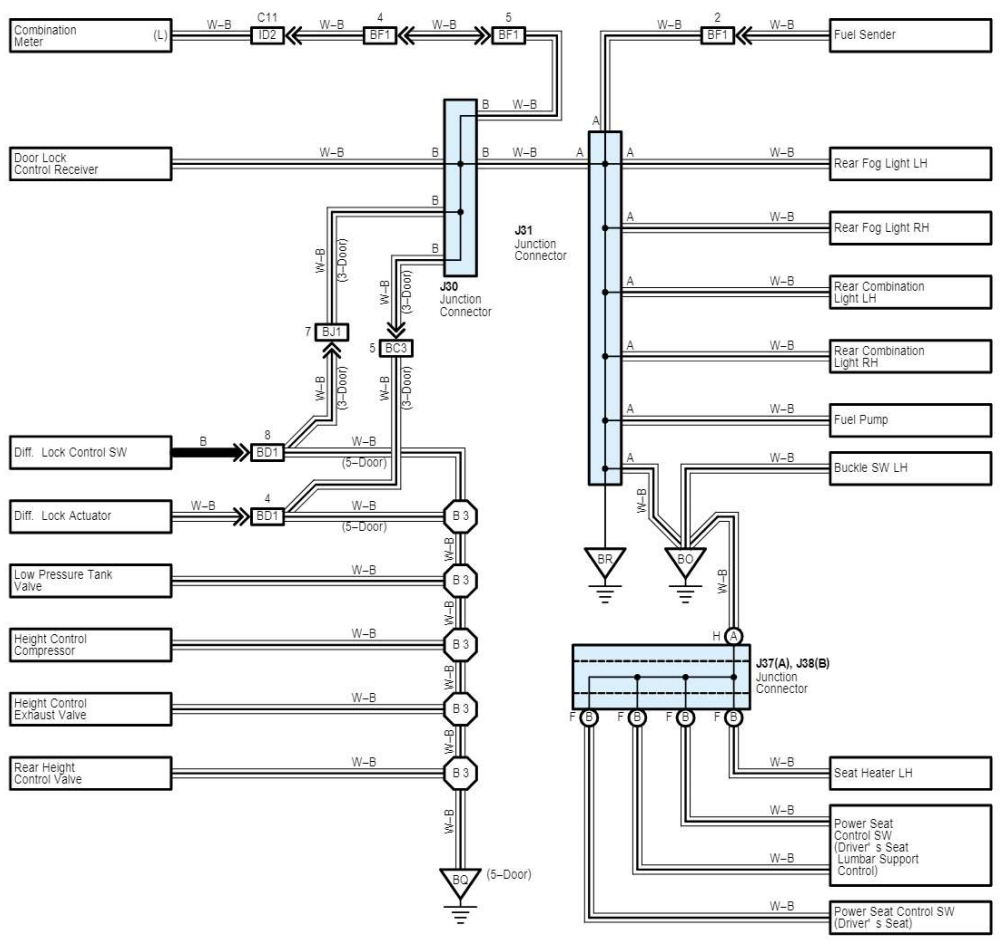 C11 4 5 2
W–B W–B W–B W–B
Combination
Meter
(L)
ID2 BF1 BF1 BF1
Fuel Sender
B W–B
A
Door Lock
Control Receiver
W–B B B W–B A A W–B
Rear Fog Light LH
B
A W–B
Rear Fog Light RH
J31
Junction
Connector
B
W–B
(3–Door)
W–B
(3–Door)
J30
Junction
Connector
A W–B
Rear Combination
Light LH
7 BJ1
5 BC3
A W–B
Rear Combination
Light RH
W–B
(3–Door)
W–B
(3–Door)
A W–B
Fuel Pump
Diff. Lock Control SW
B
8
BD1
W–B
(5–Door)
A
W–B
W–B
Buckle SW LH
Diff. Lock Actuator
W–B
4
BD1
W–B
(5–Door)
B 3
W–B
BR
BO
W–B
Low Pressure Tank
Valve
W–B
B 3
W–B
Height Control
Compressor
W–B
B 3
W–B
H A
J37(A), J38(B)
Junction
Connector
Height Control
Exhaust Valve
W–B
B 3
W–B
F B F B F B F B
Rear Height
Control Valve
W–B
B 3
W–B
W–B
Seat Heater LH
W–B
W–B
Power Seat
Control SW
(Driver' s Seat
Lumbar Support
Control)
BQ
(5–Door)
W–B
Power Seat Control SW
(Driver' s Seat)